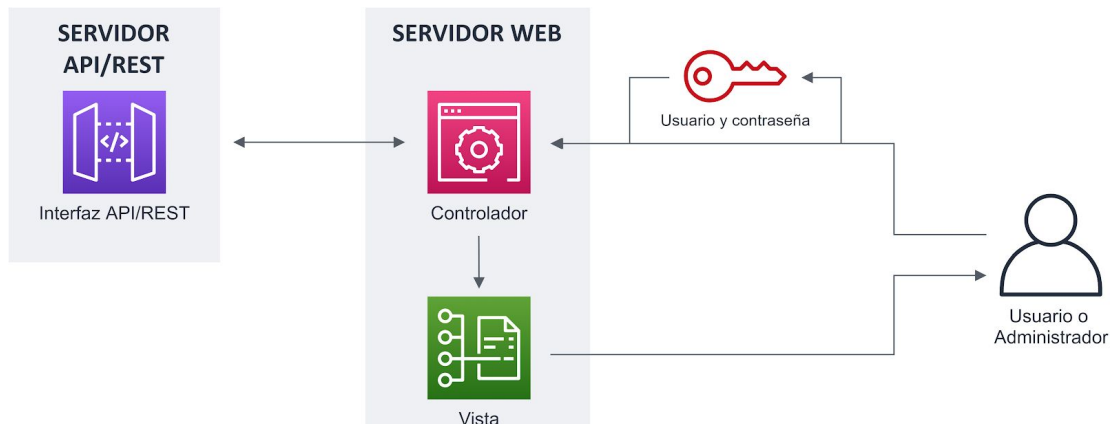 SERVIDOR
API/REST
</>
Interfaz API/REST
SERVIDOR WEB
Controlador
Vista
Usuario y contraseña
Usuario o
Administrador